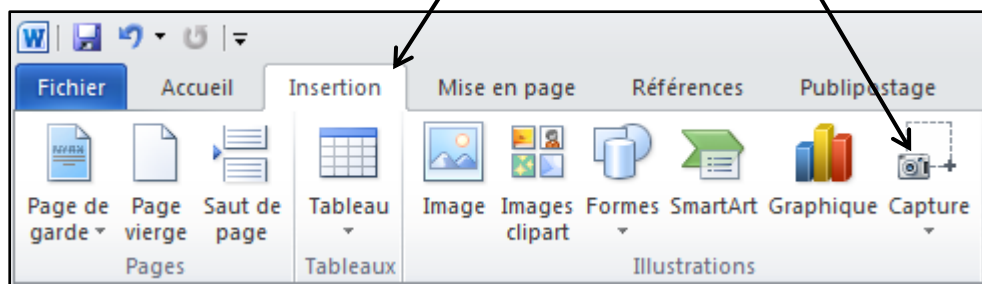 Fichier Accueil Insertion Mise en page Références Publipostage
Page de garde
Page vierge
Saut de page
Tableau
Image
Images clipart
Formes
SmartArt
Graphique
Capture
Pages Tableaux Illustrations